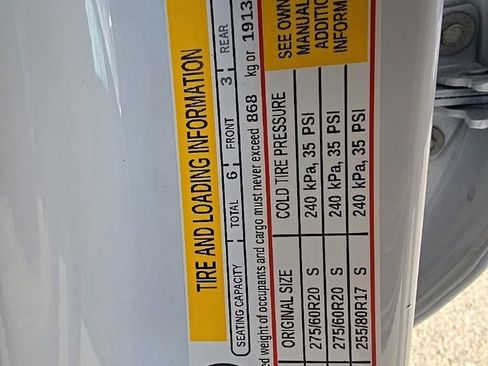 TIRE AND LOADING INFORMATION
SEATING CAPACITY TOTAL 6 FRONT 3 REAR
weight of occupants and cargo must never exceed 868 kg or 1913
ORIGINAL SIZE COLD TIRE PRESSURE SEE OWN
MANUAL
ADDITIO
INFORM
275/60R20 S 240 kPa, 35 PSI
275/60R20 S 240 kPa, 35 PSI
255/80R17 S 240 kPa, 35 PSI